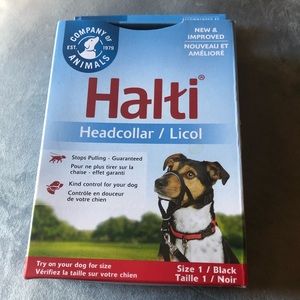 COMPANY OF
ANIMALS
EST. 1979
NEW &
IMPROVED
NOUVEAU ET
AMÉLIORÉ
Halti®
Headcollar / Licol
Stops Pulling - Guaranteed
Pour ne plus tirer sur la
chaise - effet garanti
Kind control for your dog
Contrôle en douceur
de votre chien
Try on your dog for size
Vérifiez la taille sur votre chien
Size 1 / Black
Taille 1 / Noir